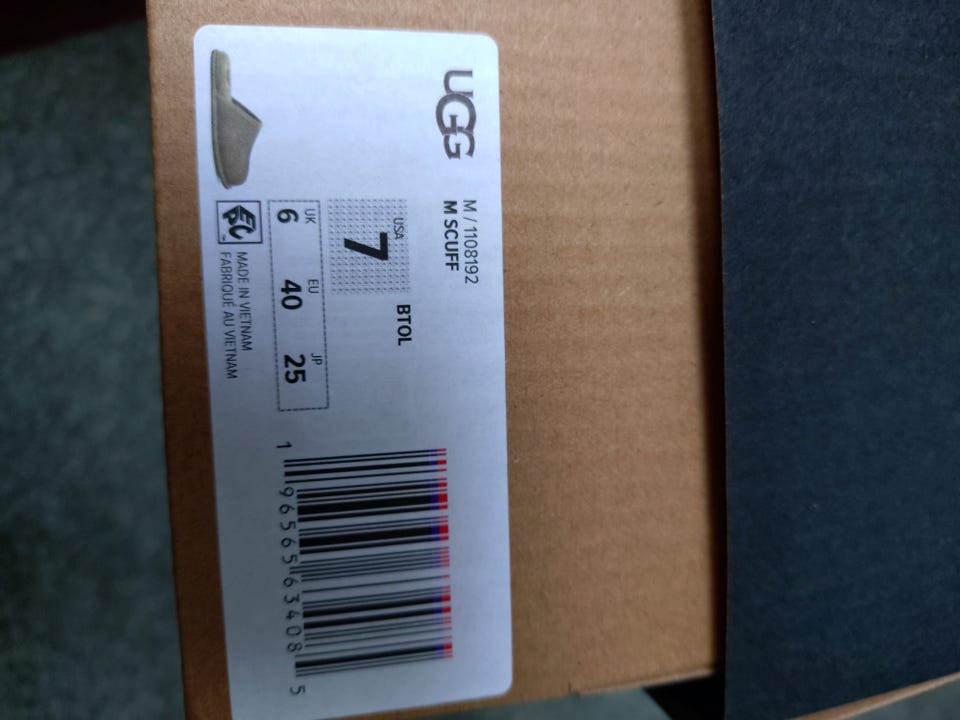 UGG
M / 1108192
M SCUFF
USA
7
BTOL
UK EU JP
6 40 25
MADE IN VIETNAM
FABRIQUÉ AU VIETNAM
1 96565 63408 5